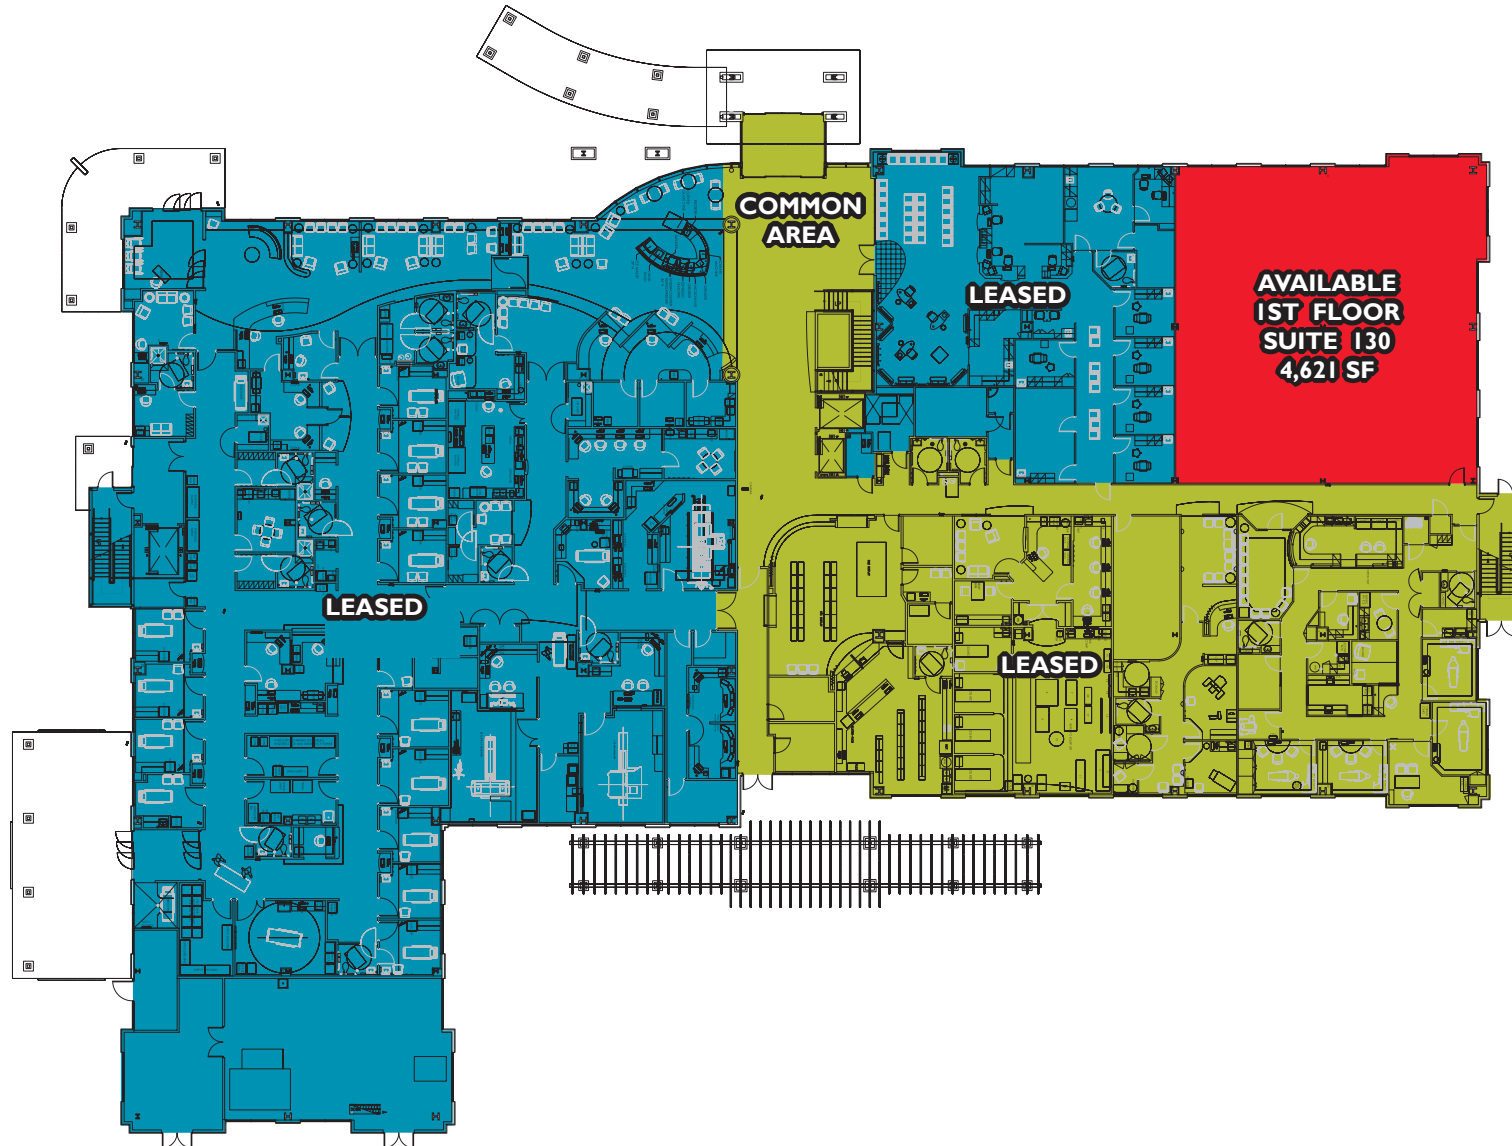 COMMON
AREA
LEASED
AVAILABLE
1ST FLOOR
SUITE 130
4,621 SF
LEASED
LEASED